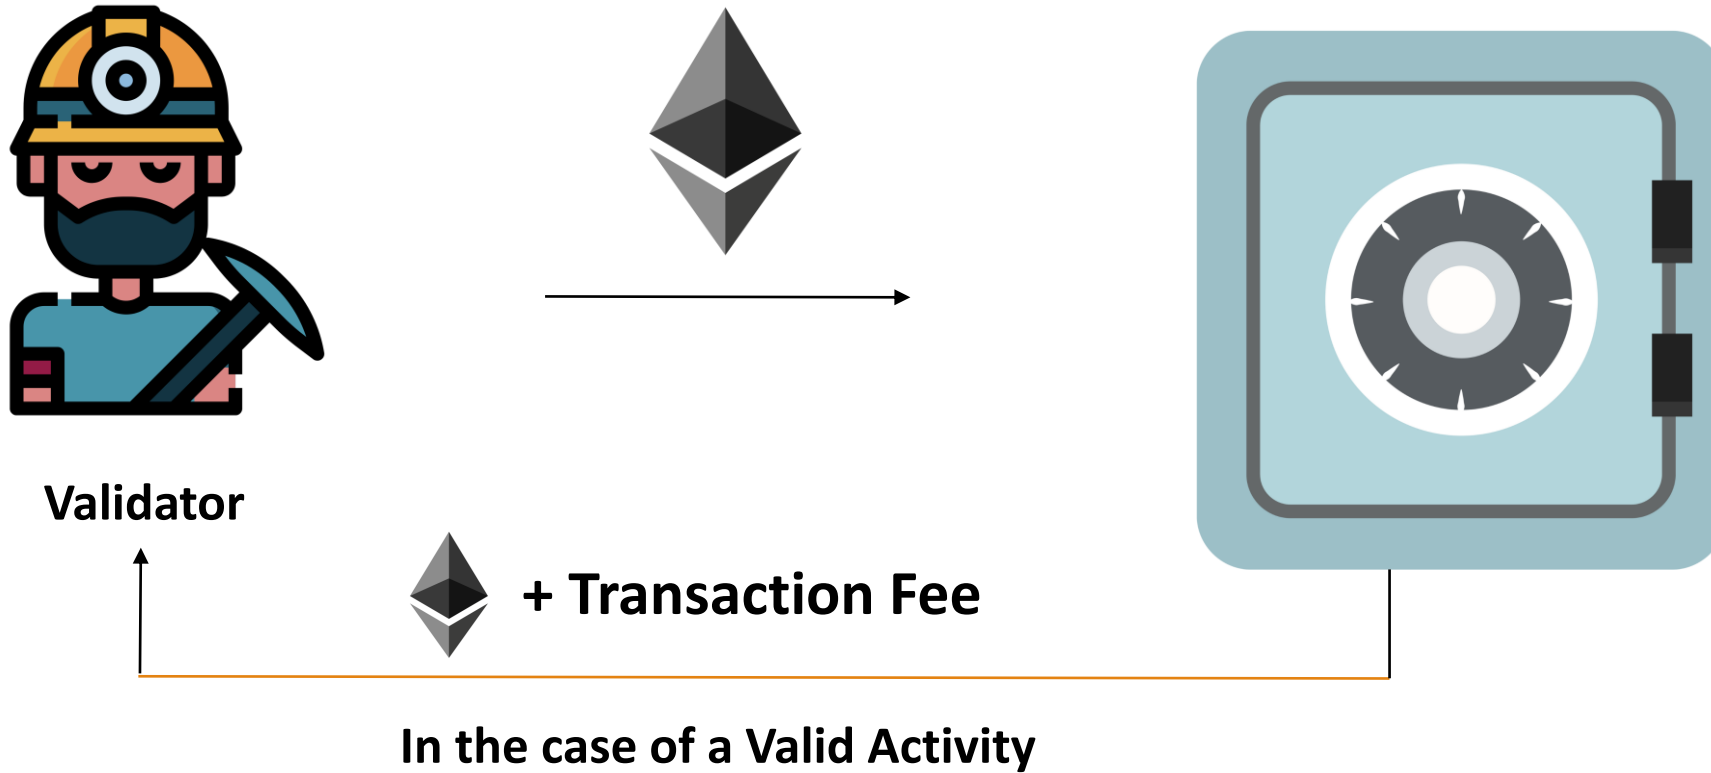 Validator
+ Transaction Fee
In the case of a Valid Activity